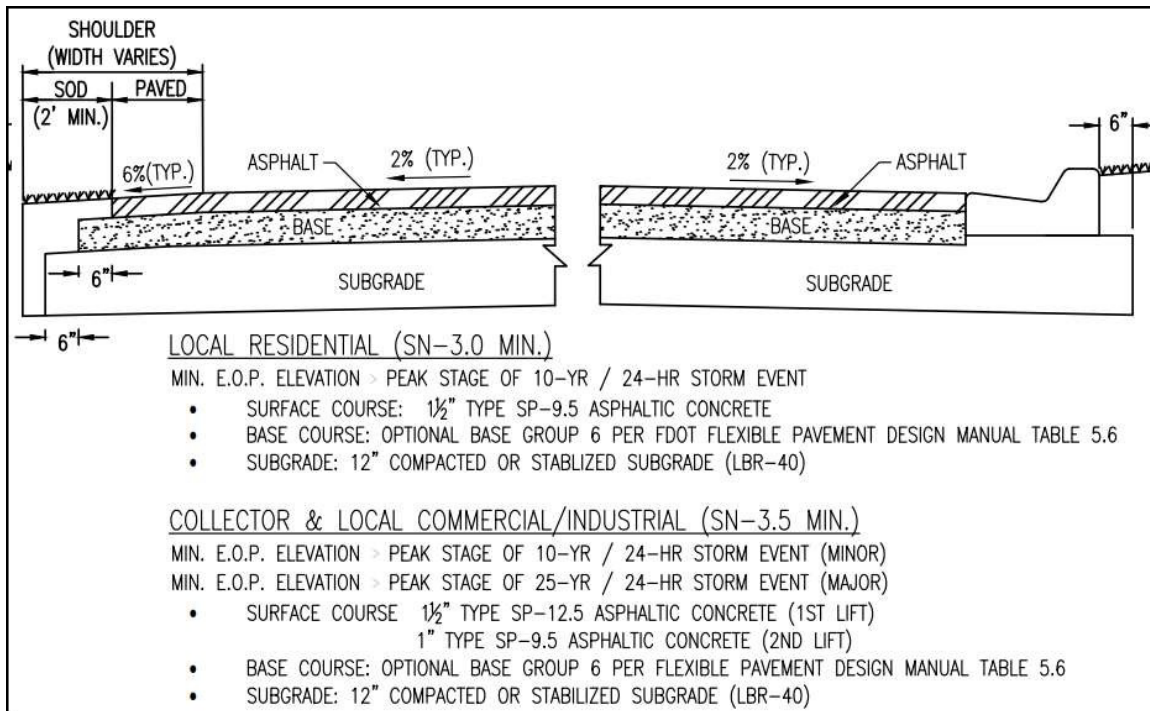 SHOULDER
(WIDTH VARIES)
SOD
PAVED
(2' MIN.)
6%(TYP.)
ASPHALT
2% (TYP.)
2% (TYP.)
ASPHALT
6"
BASE
BASE
6"
SUBGRADE
SUBGRADE
6"
LOCAL RESIDENTIAL (SN-3.0 MIN.)
MIN. E.O.P. ELEVATION > PEAK STAGE OF 10-YR / 24-HR STORM EVENT
• SURFACE COURSE: 1½" TYPE SP-9.5 ASPHALTIC CONCRETE
• BASE COURSE: OPTIONAL BASE GROUP 6 PER FDOT FLEXIBLE PAVEMENT DESIGN MANUAL TABLE 5.6
• SUBGRADE: 12" COMPACTED OR STABLIZED SUBGRADE (LBR-40)
COLLECTOR & LOCAL COMMERCIAL/INDUSTRIAL (SN-3.5 MIN.)
MIN. E.O.P. ELEVATION > PEAK STAGE OF 10-YR / 24-HR STORM EVENT (MINOR)
MIN. E.O.P. ELEVATION > PEAK STAGE OF 25-YR / 24-HR STORM EVENT (MAJOR)
• SURFACE COURSE 1½" TYPE SP-12.5 ASPHALTIC CONCRETE (1ST LIFT)
1" TYPE SP-9.5 ASPHALTIC CONCRETE (2ND LIFT)
• BASE COURSE: OPTIONAL BASE GROUP 6 PER FLEXIBLE PAVEMENT DESIGN MANUAL TABLE 5.6
• SUBGRADE: 12" COMPACTED OR STABILIZED SUBGRADE (LBR-40)